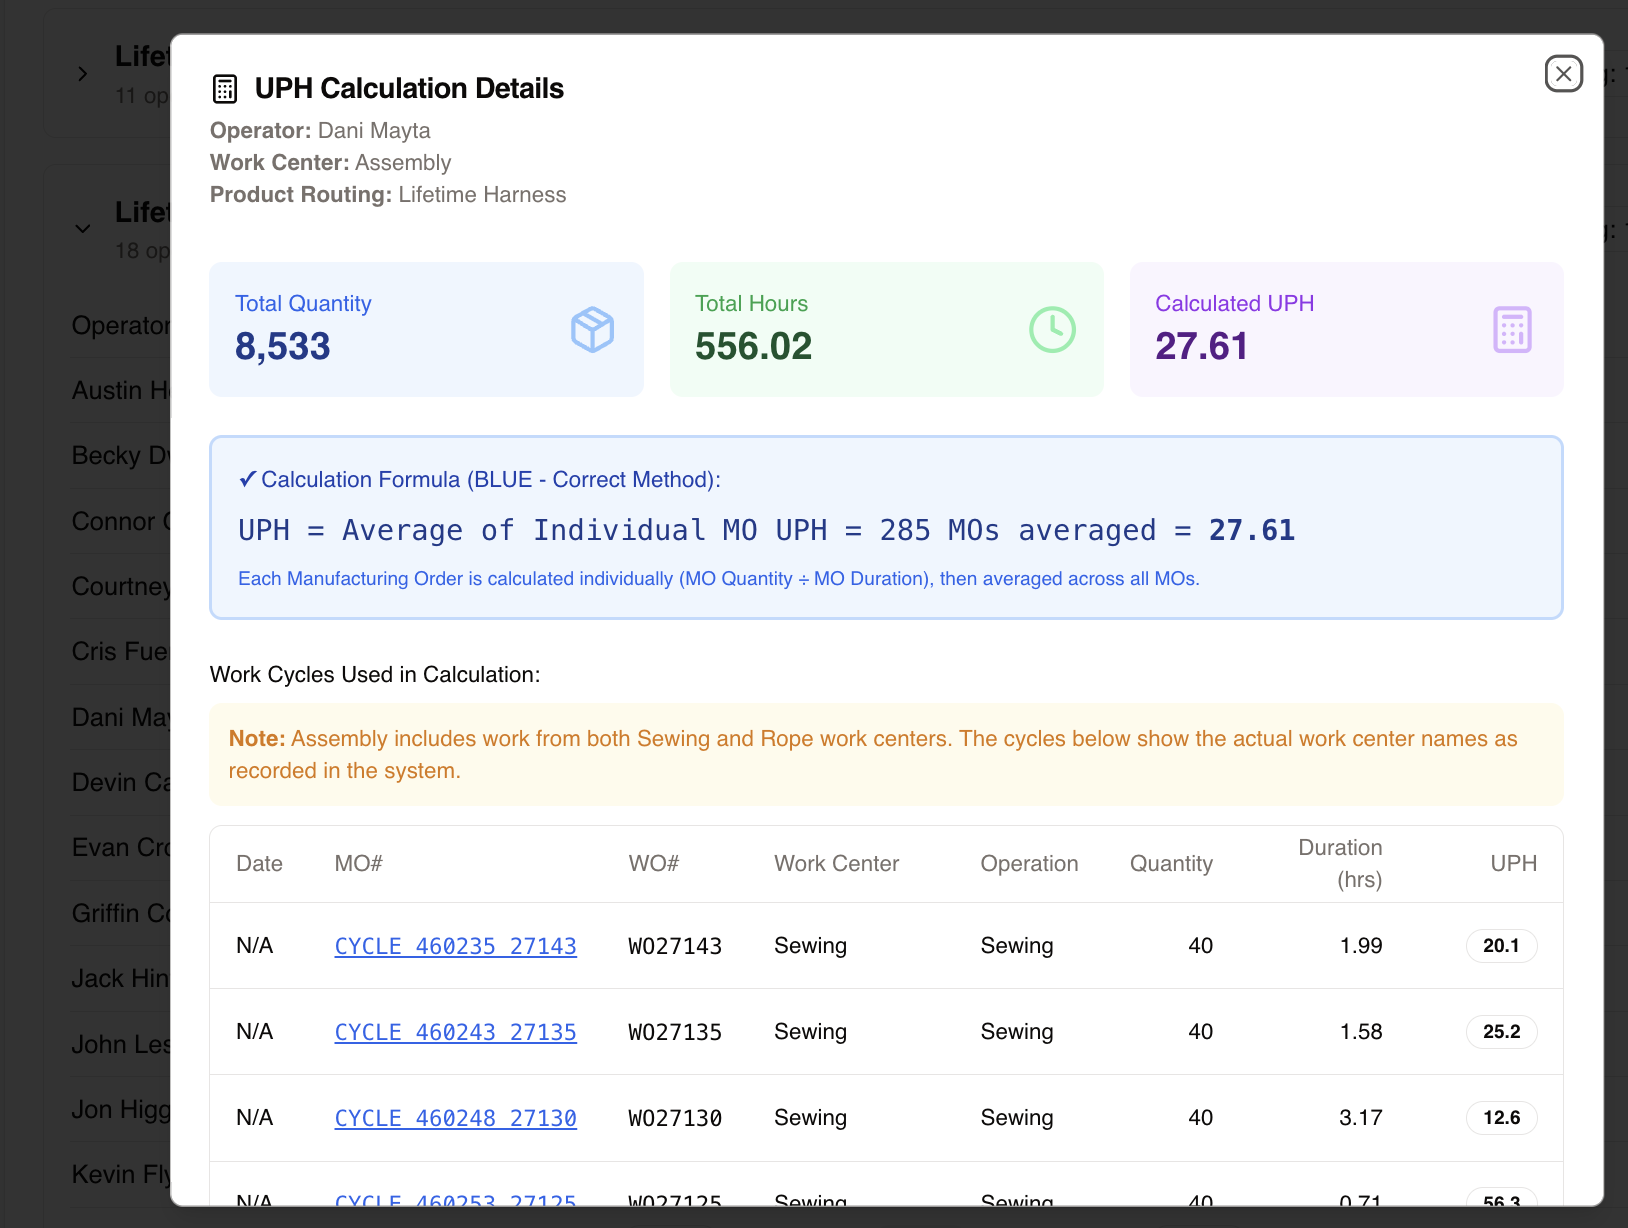 Lifet
11 op
Lifet
18 op
Operator
Austin H
Becky D
Connor
Courtney
Cris Fue
Dani May
Devin Ca
Evan Cro
Griffin Co
Jack Hin
John Les
Jon Higg
Kevin Fly
UPH Calculation Details
Operator: Dani Mayta
Work Center: Assembly
Product Routing: Lifetime Harness
Total Quantity
8,533
Total Hours
556.02
Calculated UPH
27.61
✓ Calculation Formula (BLUE - Correct Method):
UPH = Average of Individual MO UPH = 285 MOs averaged = 27.61
Each Manufacturing Order is calculated individually (MO Quantity ÷ MO Duration), then averaged across all MOs.
Work Cycles Used in Calculation:
Note: Assembly includes work from both Sewing and Rope work centers. The cycles below show the actual work center names as
recorded in the system.
Date MO# WO# Work Center Operation Quantity Duration (hrs) UPH
N/A CYCLE_460235_27143 WO27143 Sewing Sewing 40 1.99 20.1
N/A CYCLE_460243_27135 WO27135 Sewing Sewing 40 1.58 25.2
N/A CYCLE_460248_27130 WO27130 Sewing Sewing 40 3.17 12.6
N/A CYCLE_460253_27125 WO27125 Sewing Sewing 40 0.71 56.3